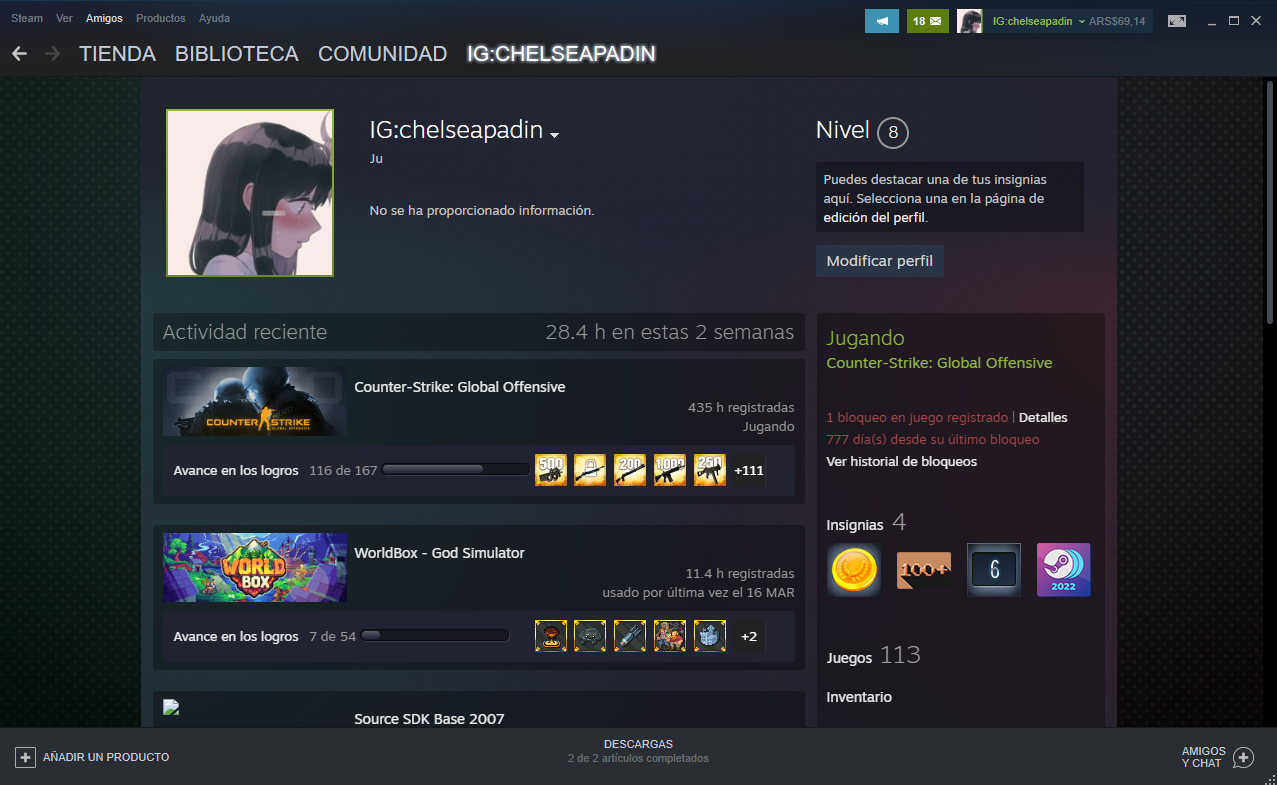 Steam Ver Amigos Productos Ayuda
18 IG:chelseapadin ARS$69,14
TIENDA BIBLIOTECA COMUNIDAD IG:CHELSEAPADIN
IG:chelseapadin
Ju
No se ha proporcionado información.
Nivel 8
Puedes destacar una de tus insignias
aquí. Selecciona una en la página de
edición del perfil.
Modificar perfil
Actividad reciente 28.4 h en estas 2 semanas
COUNTER STRIKE
GLOBAL OFFENSIVE
Counter-Strike: Global Offensive
435 h registradas
Jugando
Avance en los logros 116 de 167 500 200 1,000 250 +111
WORLD
BOX
WorldBox - God Simulator
11.4 h registradas
usado por última vez el 16 MAR
Avance en los logros 7 de 54 +2
Source SDK Base 2007
Jugando
Counter-Strike: Global Offensive
1 bloqueo en juego registrado | Detalles
777 día(s) desde su último bloqueo
Ver historial de bloqueos
Insignias 4
100+ 6 2022
Juegos 113
Inventario
AÑADIR UN PRODUCTO
DESCARGAS
2 de 2 artículos completados
AMIGOS
Y CHAT